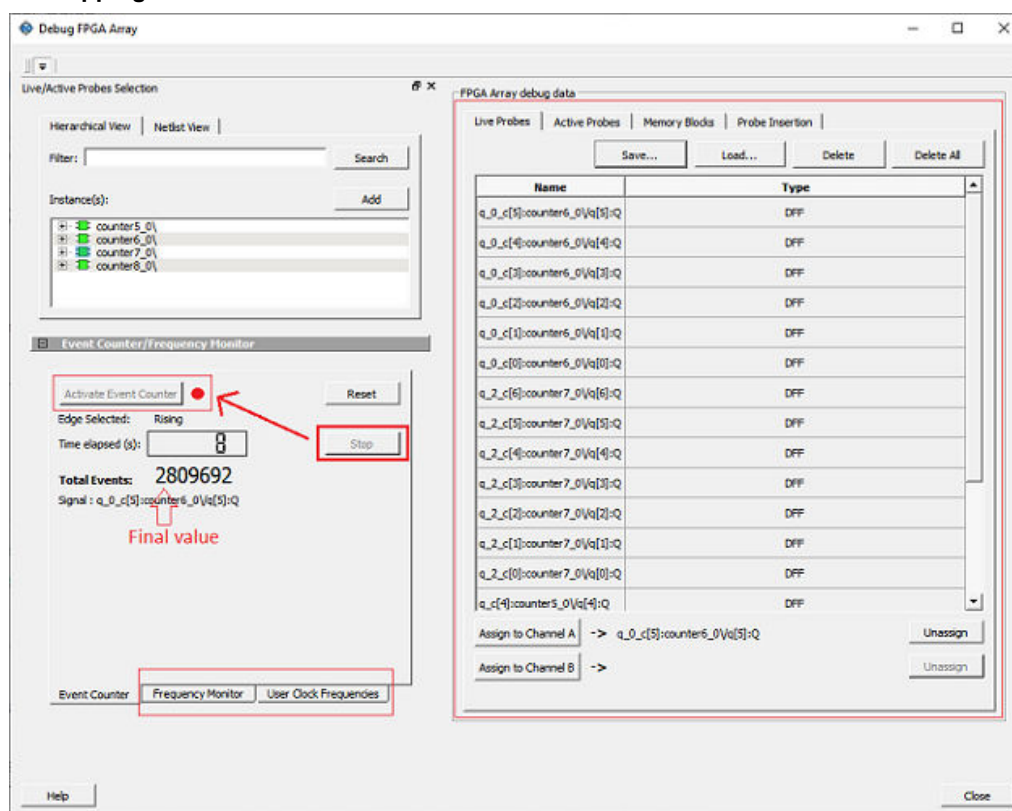 Debug FPGA Array
Live/Active Probes Selection
Hierarchical View
Netlist View
Filter:
Search
Instance(s):
Add
counter5_0\
counter6_0\
counter7_0\
counter8_0\
Event Counter/Frequency Monitor
Activate Event Counter
Reset
Edge Selected: Rising
Time elapsed (s): 8
Stop
Total Events: 2809692
Signal : q_0_c[5]:counter6_0\/q[5]:Q
Final value
Event Counter
Frequency Monitor
User Clock Frequencies
FPGA Array debug data
Live Probes
Active Probes
Memory Blocks
Probe Insertion
Save...
Load...
Delete
Delete All
Name Type
q_0_c[5]:counter6_0\/q[5]:Q DFF
q_0_c[4]:counter6_0\/q[4]:Q DFF
q_0_c[3]:counter6_0\/q[3]:Q DFF
q_0_c[2]:counter6_0\/q[2]:Q DFF
q_0_c[1]:counter6_0\/q[1]:Q DFF
q_0_c[0]:counter6_0\/q[0]:Q DFF
q_2_c[6]:counter7_0\/q[6]:Q DFF
q_2_c[5]:counter7_0\/q[5]:Q DFF
q_2_c[4]:counter7_0\/q[4]:Q DFF
q_2_c[3]:counter7_0\/q[3]:Q DFF
q_2_c[2]:counter7_0\/q[2]:Q DFF
q_2_c[1]:counter7_0\/q[1]:Q DFF
q_2_c[0]:counter7_0\/q[0]:Q DFF
q_c[4]:counter5_0\/q[4]:Q DFF
Assign to Channel A -> q_0_c[5]:counter6_0\/q[5]:Q Unassign
Assign to Channel B -> Unassign
Help
Close